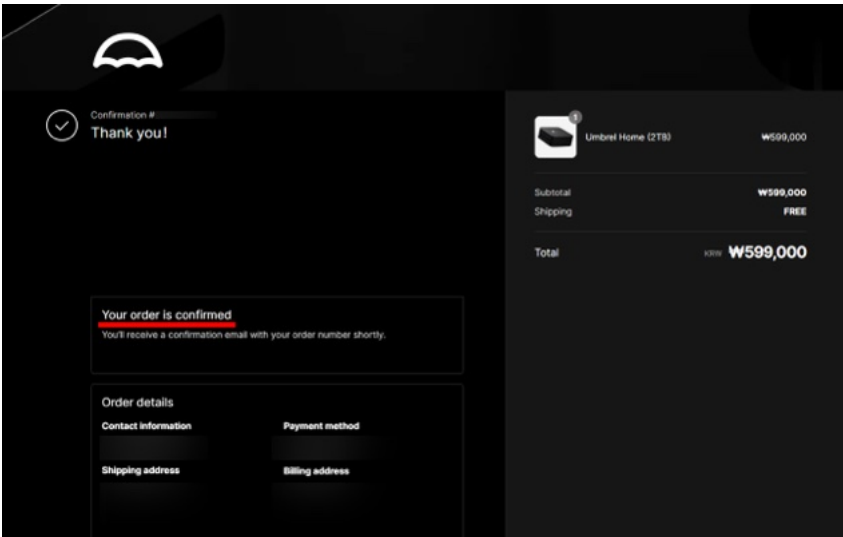 Confirmation #
Thank you!
Your order is confirmed
You'll receive a confirmation email with your order number shortly.
Order details
Contact information
Payment method
Shipping address
Billing address
1
Umbrel Home (2TB)
₩599,000
Subtotal
₩599,000
Shipping
FREE
Total
KRW ₩599,000